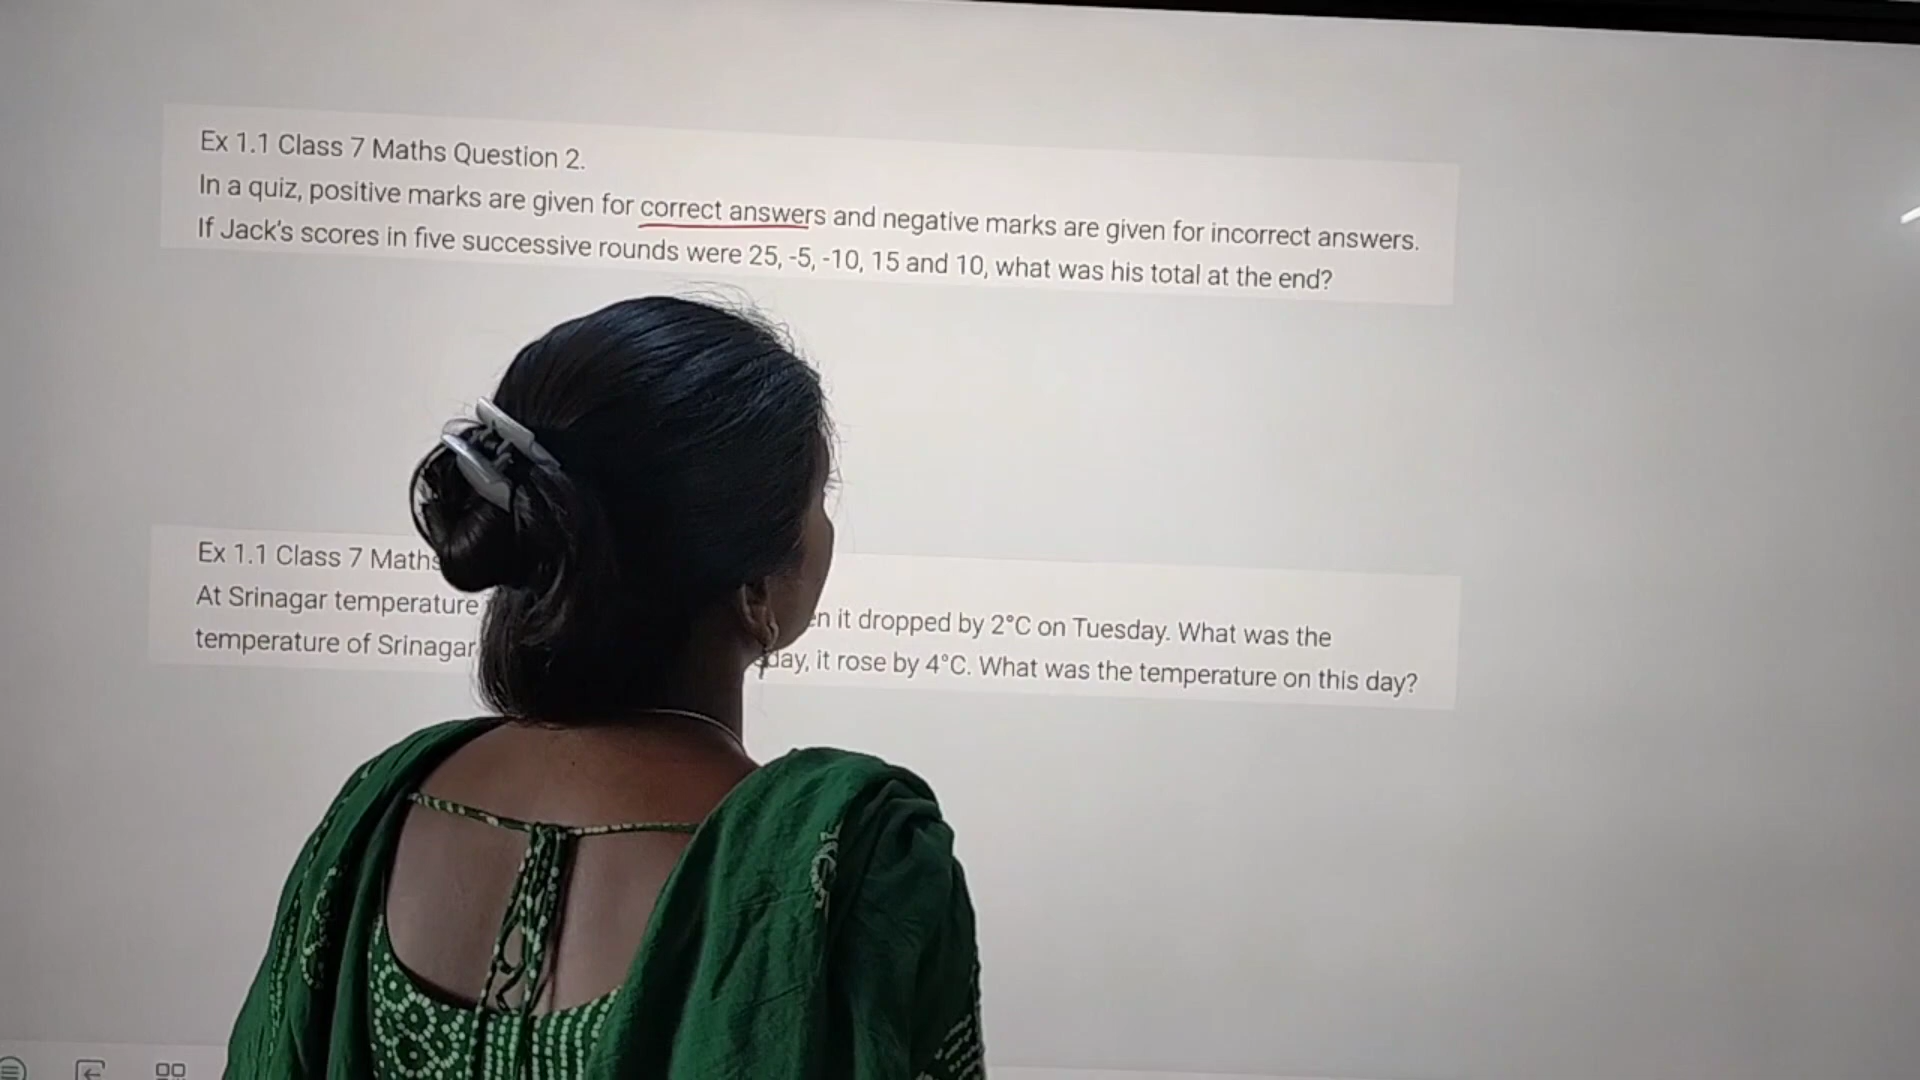 Ex 1.1 Class 7 Maths Question 2.
In a quiz, positive marks are given for correct answers and negative marks are given for incorrect answers.
If Jack's scores in five successive rounds were 25, -5, -10, 15 and 10, what was his total at the end?
Ex 1.1 Class 7 Maths
At Srinagar temperature it dropped by 2°C on Tuesday. What was the
temperature of Srinagar it rose by 4°C. What was the temperature on this day?